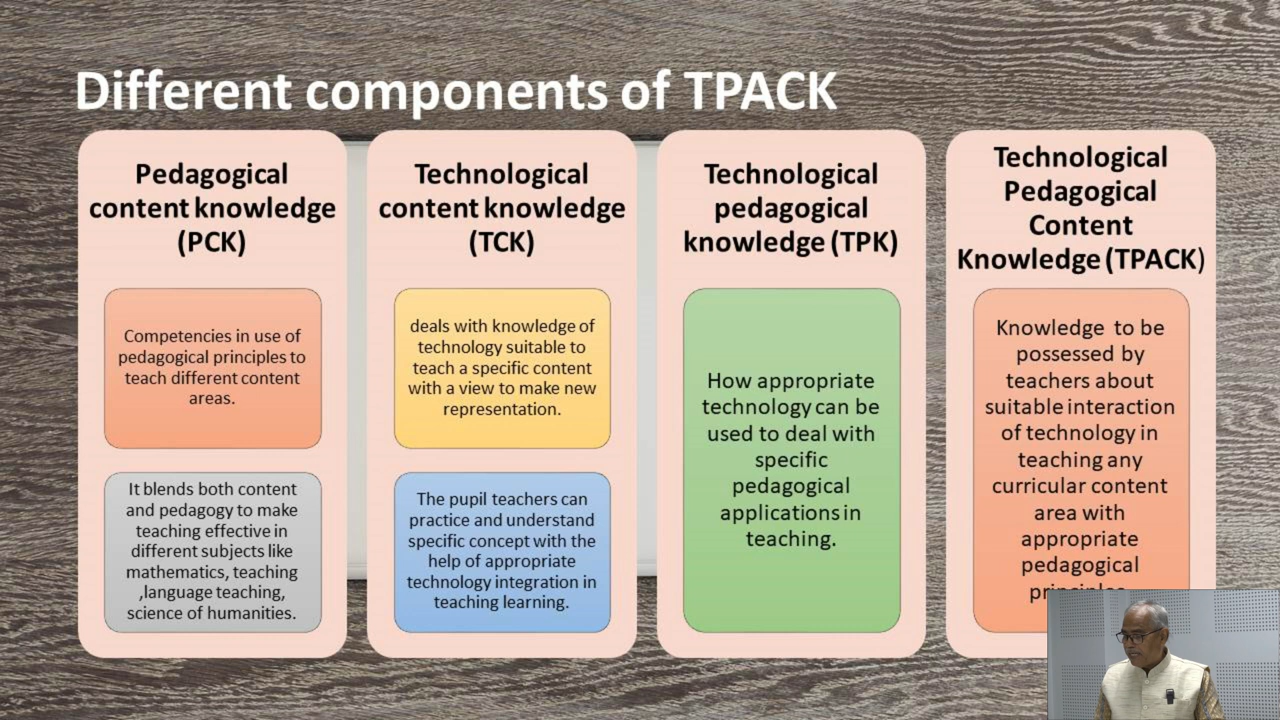 Different components of TPACK
Pedagogical
content knowledge
(PCK)
Competencies in use of
pedagogical principles to
teach different content
areas.
It blends both content
and pedagogy to make
teaching effective in
different subjects like
mathematics, teaching
,language teaching,
science of humanities.
Technological
content knowledge
(TCK)
deals with knowledge of
technology suitable to
teach a specific content
with a view to make new
representation.
The pupil teachers can
practice and understand
specific concept with the
help of appropriate
technology integration in
teaching learning.
Technological
pedagogical
knowledge (TPK)
How appropriate
technology can be
used to deal with
specific
pedagogical
applications in
teaching.
Technological
Pedagogical
Content
Knowledge (TPACK)
Knowledge to be
possessed by
teachers about
suitable interaction
of technology in
teaching any
curricular content
area with
appropriate
pedagogical
principles